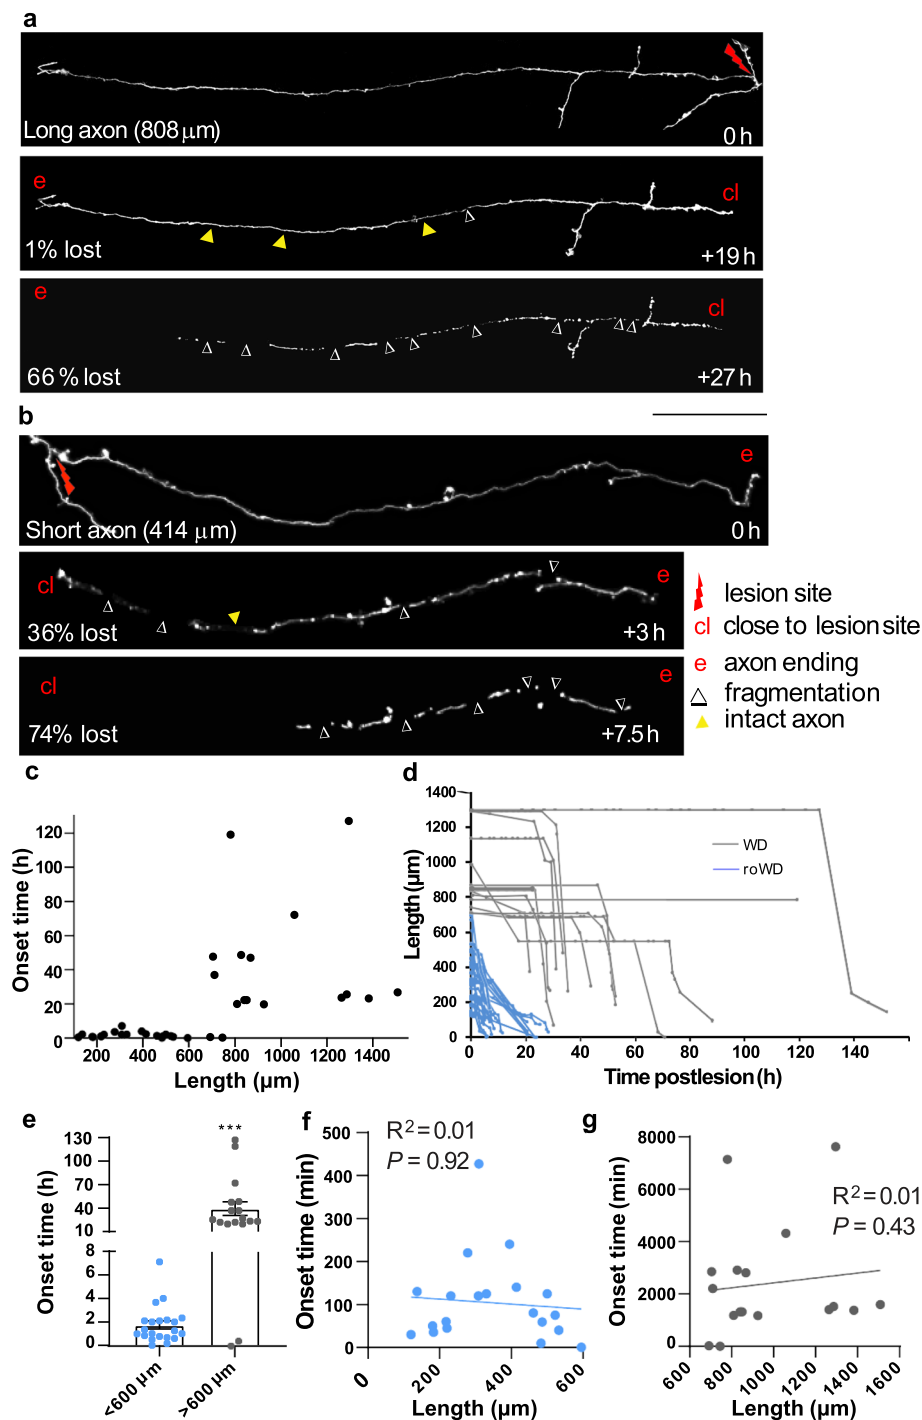 a
Long axon (808 µm)
0 h
e
cl
1% lost
+19 h
e
cl
66 % lost
+27 h
b
e
Short axon (414 µm)
0 h
cl
e
36% lost
+3 h
cl
e
74% lost
+7.5 h
lesion site
cl close to lesion site
e axon ending
fragmentation
intact axon
c
Onset time (h)
120
100
80
60
40
20
0
200 400 600 800 1000 1200 1400
Length (µm)
d
Length (µm)
1400
1200
1000
800
600
400
200
0
0 20 40 60 80 100 120 140 160
Time postlesion (h)
WD
roWD
e
Onset time (h)
130
100
70
40
10
8
6
4
2
0
***
<600 µm
>600 µm
f
Onset time (min)
500
400
300
200
100
0
R2 = 0.01
P = 0.92
0 200 400 600
Length (µm)
g
Onset time (min)
8000
6000
4000
2000
0
R2 = 0.01
P = 0.43
600 800 1000 1200 1400 1600
Length (µm)